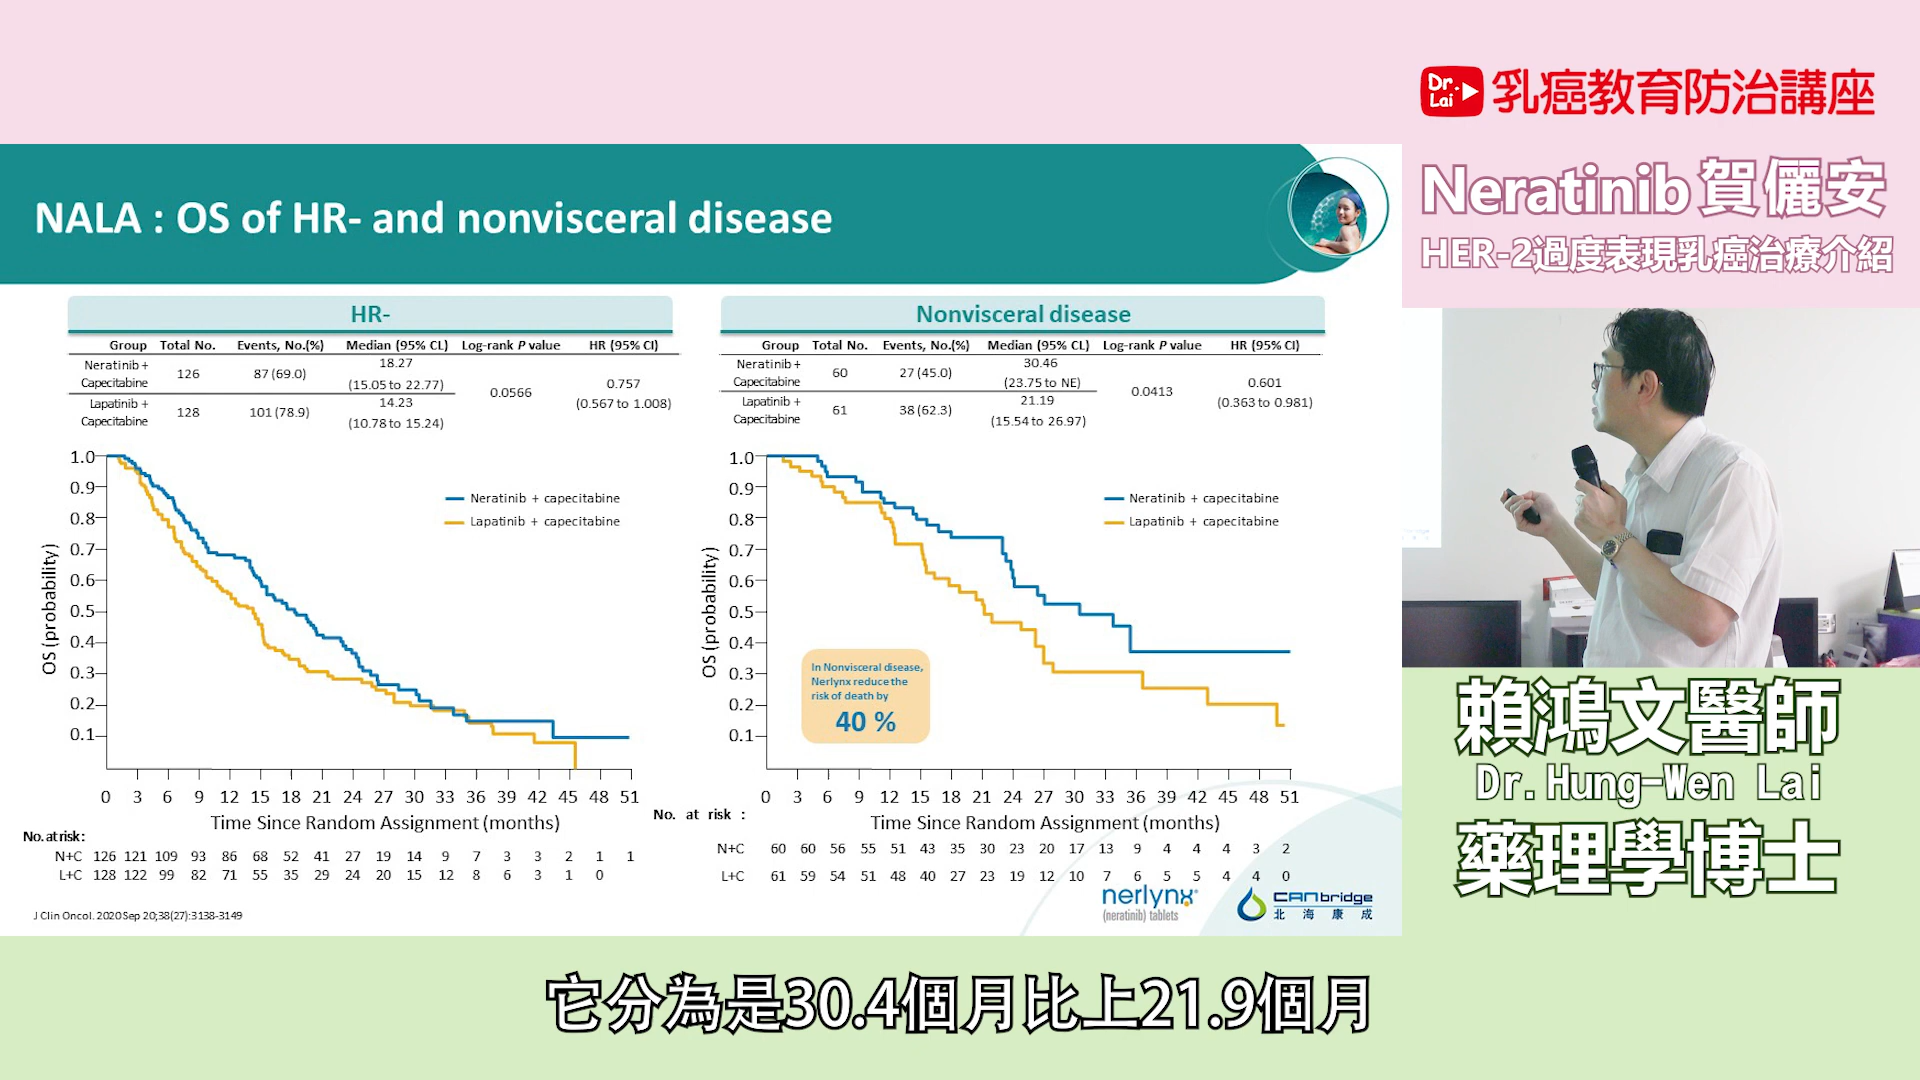 Dr. Lai 乳癌教育防治講座
Neratinib 賀儷安
HER-2過度表現乳癌治療介紹
NALA : OS of HR- and nonvisceral disease
HR-
Group Total No. Events, No.(%) Median (95% CL) Log-rank P value HR (95% CI)
Neratinib + Capecitabine 126 87 (69.0) 18.27 (15.05 to 22.77) 0.0566 0.757 (0.567 to 1.008)
Lapatinib + Capecitabine 128 101 (78.9) 14.23 (10.78 to 15.24)
1.0
0.9
0.8
0.7
0.6
0.5
0.4
0.3
0.2
0.1
OS (probability)
Neratinib + capecitabine
Lapatinib + capecitabine
0 3 6 9 12 15 18 21 24 27 30 33 36 39 42 45 48 51
Time Since Random Assignment (months)
No. at risk :
N+C 126 121 109 93 86 68 52 41 27 19 14 9 7 3 3 2 1 1
L+C 128 122 99 82 71 55 35 29 24 20 15 12 8 6 3 1 0
J Clin Oncol. 2020 Sep 20;38(27):3138-3149
Nonvisceral disease
Group Total No. Events, No.(%) Median (95% CL) Log-rank P value HR (95% CI)
Neratinib + Capecitabine 60 27 (45.0) 30.46 (23.75 to NE) 0.0413 0.601 (0.363 to 0.981)
Lapatinib + Capecitabine 61 38 (62.3) 21.19 (15.54 to 26.97)
1.0
0.9
0.8
0.7
0.6
0.5
0.4
0.3
0.2
0.1
OS (probability)
Neratinib + capecitabine
Lapatinib + capecitabine
In Nonvisceral disease,
Nerlynx reduce the
risk of death by
40 %
0 3 6 9 12 15 18 21 24 27 30 33 36 39 42 45 48 51
Time Since Random Assignment (months)
No. at risk :
N+C 60 60 56 55 51 43 35 30 23 20 17 13 9 4 4 4 3 2
L+C 61 59 54 51 48 40 27 23 19 12 10 7 6 5 5 4 4 0
nerlynx
(neratinib) tablets
CANbridge
北海康成
賴鴻文醫師
Dr.Hung-Wen Lai
藥理學博士
它分為是30.4個月比上21.9個月